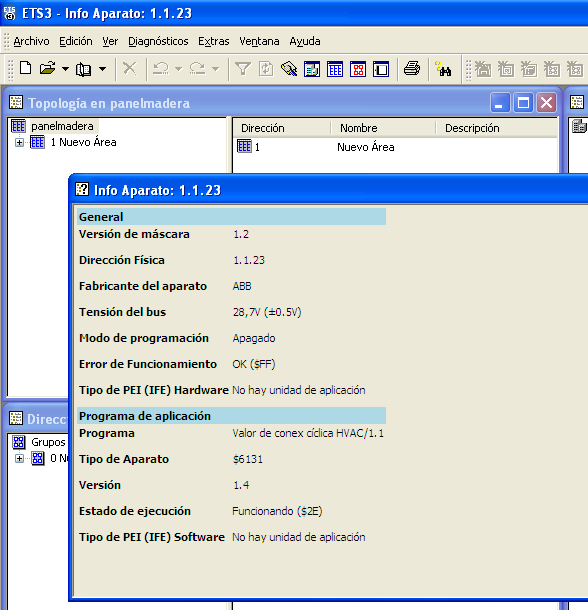 ETS3 - Info Aparato: 1.1.23
Archivo Edición Ver Diagnósticos Extras Ventana Ayuda
Topología en panelmadera
panelmadera
1 Nuevo Área
Dirección Nombre Descripción
1 Nuevo Área
Info Aparato: 1.1.23
General
Versión de máscara 1.2
Dirección Física 1.1.23
Fabricante del aparato ABB
Tensión del bus 28,7V (±0.5V)
Modo de programación Apagado
Error de Funcionamiento OK ($FF)
Tipo de PEI (IFE) Hardware No hay unidad de aplicación
Programa de aplicación
Programa Valor de conex cíclica HVAC/1.1
Tipo de Aparato $6131
Versión 1.4
Estado de ejecución Funcionando ($2E)
Tipo de PEI (IFE) Software No hay unidad de aplicación
Direcc
Grupos
0 Nu